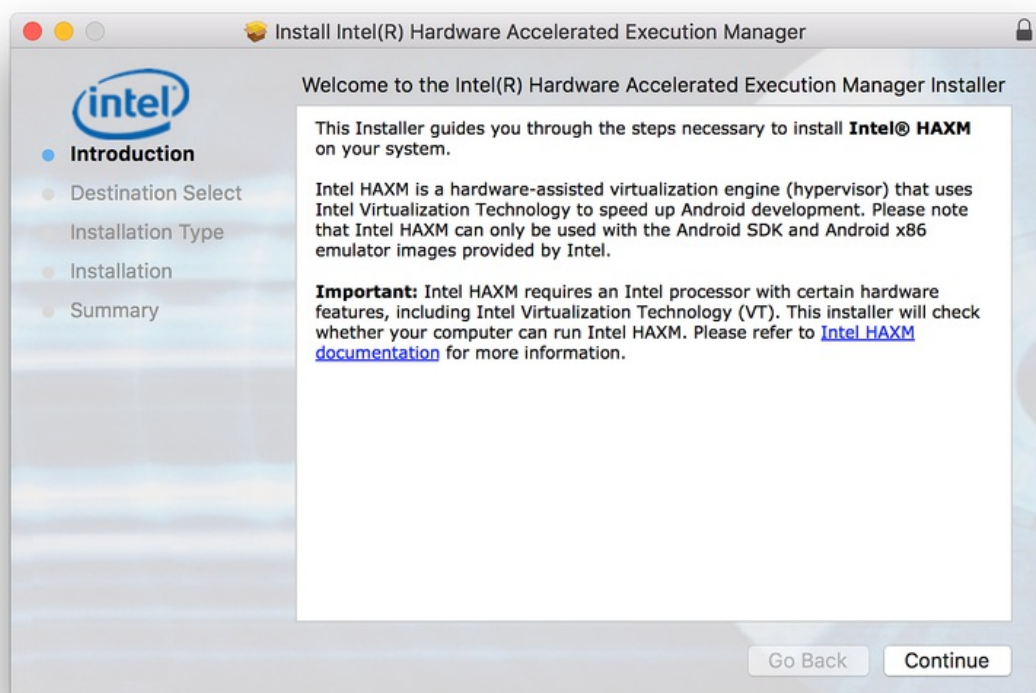 Install Intel(R) Hardware Accelerated Execution Manager
intel
Introduction
Destination Select
Installation Type
Installation
Summary
Welcome to the Intel(R) Hardware Accelerated Execution Manager Installer
This Installer guides you through the steps necessary to install Intel® HAXM
on your system.
Intel HAXM is a hardware-assisted virtualization engine (hypervisor) that uses
Intel Virtualization Technology to speed up Android development. Please note
that Intel HAXM can only be used with the Android SDK and Android x86
emulator images provided by Intel.
Important: Intel HAXM requires an Intel processor with certain hardware
features, including Intel Virtualization Technology (VT). This installer will check
whether your computer can run Intel HAXM. Please refer to Intel HAXM
documentation for more information.
Go Back
Continue